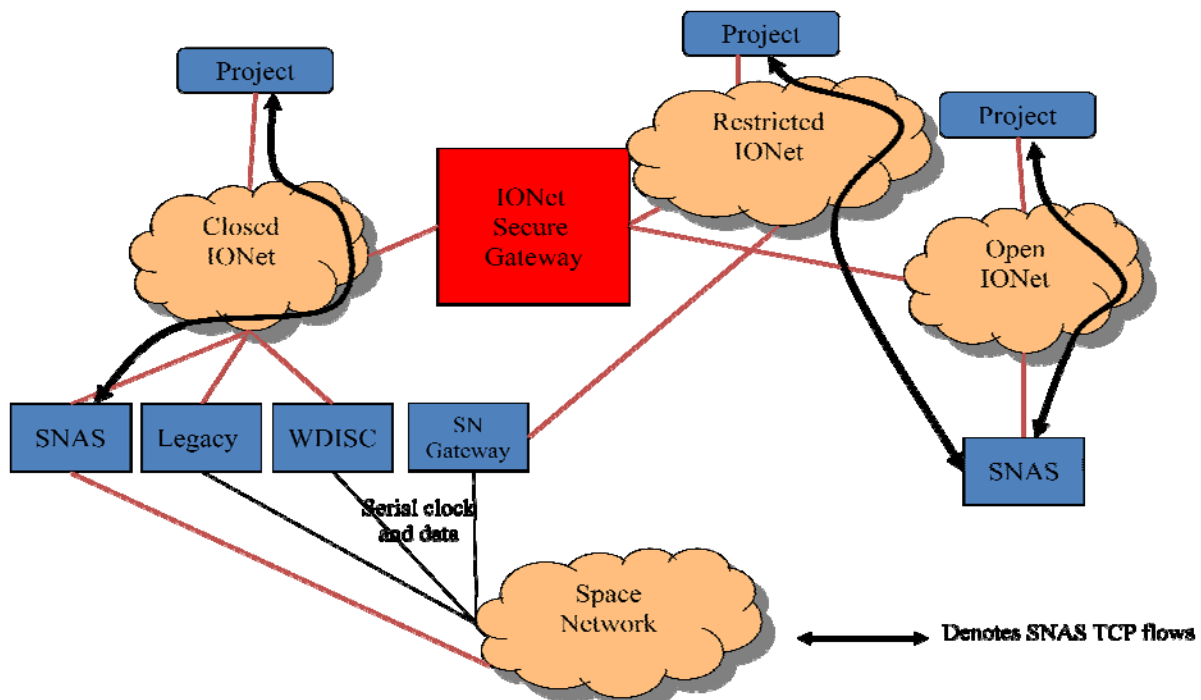 Project
Project
Project
Restricted
IONet
IONet
Secure
Gateway
Closed
IONet
Open
IONet
SNAS
Legacy
WDISC
SN
Gateway
SNAS
Serial clock
and data
Space
Network
Denotes SNAS TCP flows